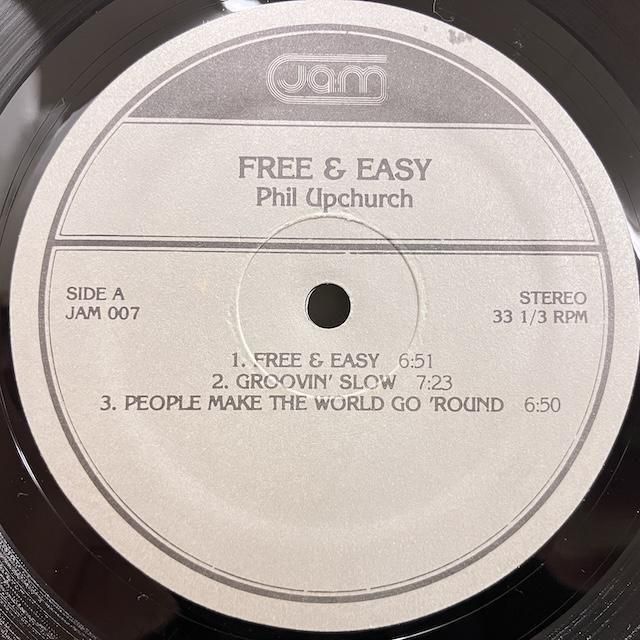 Jam
FREE & EASY
Phil Upchurch
SIDE A
JAM 007
STEREO
33 1/3 RPM
1. FREE & EASY 6:51
2. GROOVIN' SLOW 7:23
3. PEOPLE MAKE THE WORLD GO 'ROUND 6:50